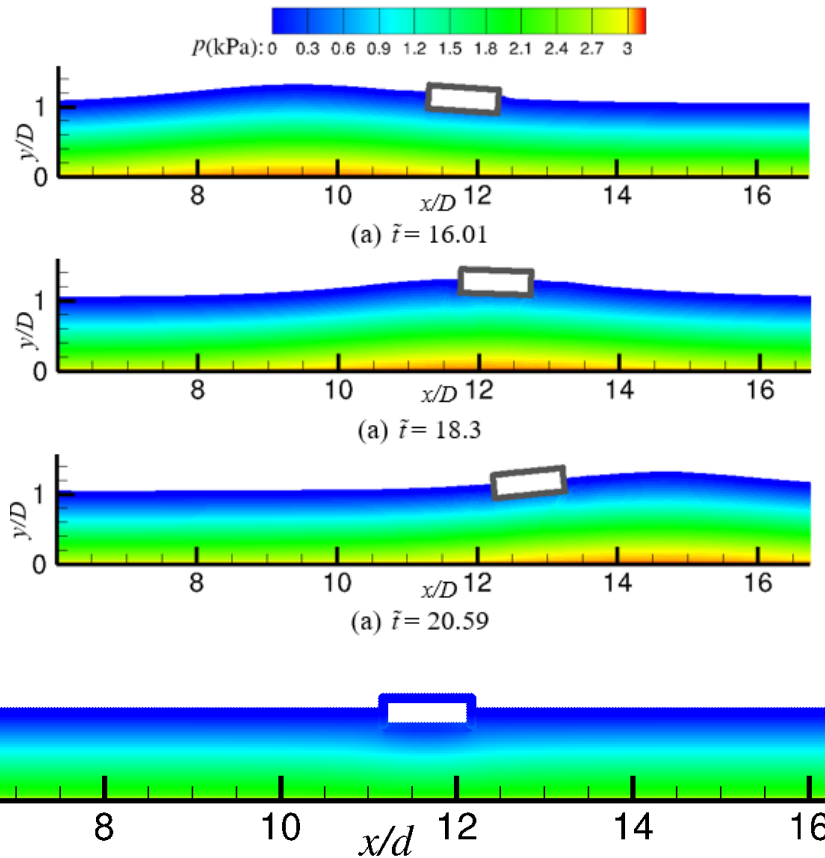 p(kPa): 0 0.3 0.6 0.9 1.2 1.5 1.8 2.1 2.4 2.7 3
y/D
1
0
8 10 12 14 16
x/D
(a) t̃ = 16.01
y/D
1
0
8 10 12 14 16
x/D
(a) t̃ = 18.3
y/D
1
0
8 10 12 14 16
x/D
(a) t̃ = 20.59
8 10 12 14 16
x/d